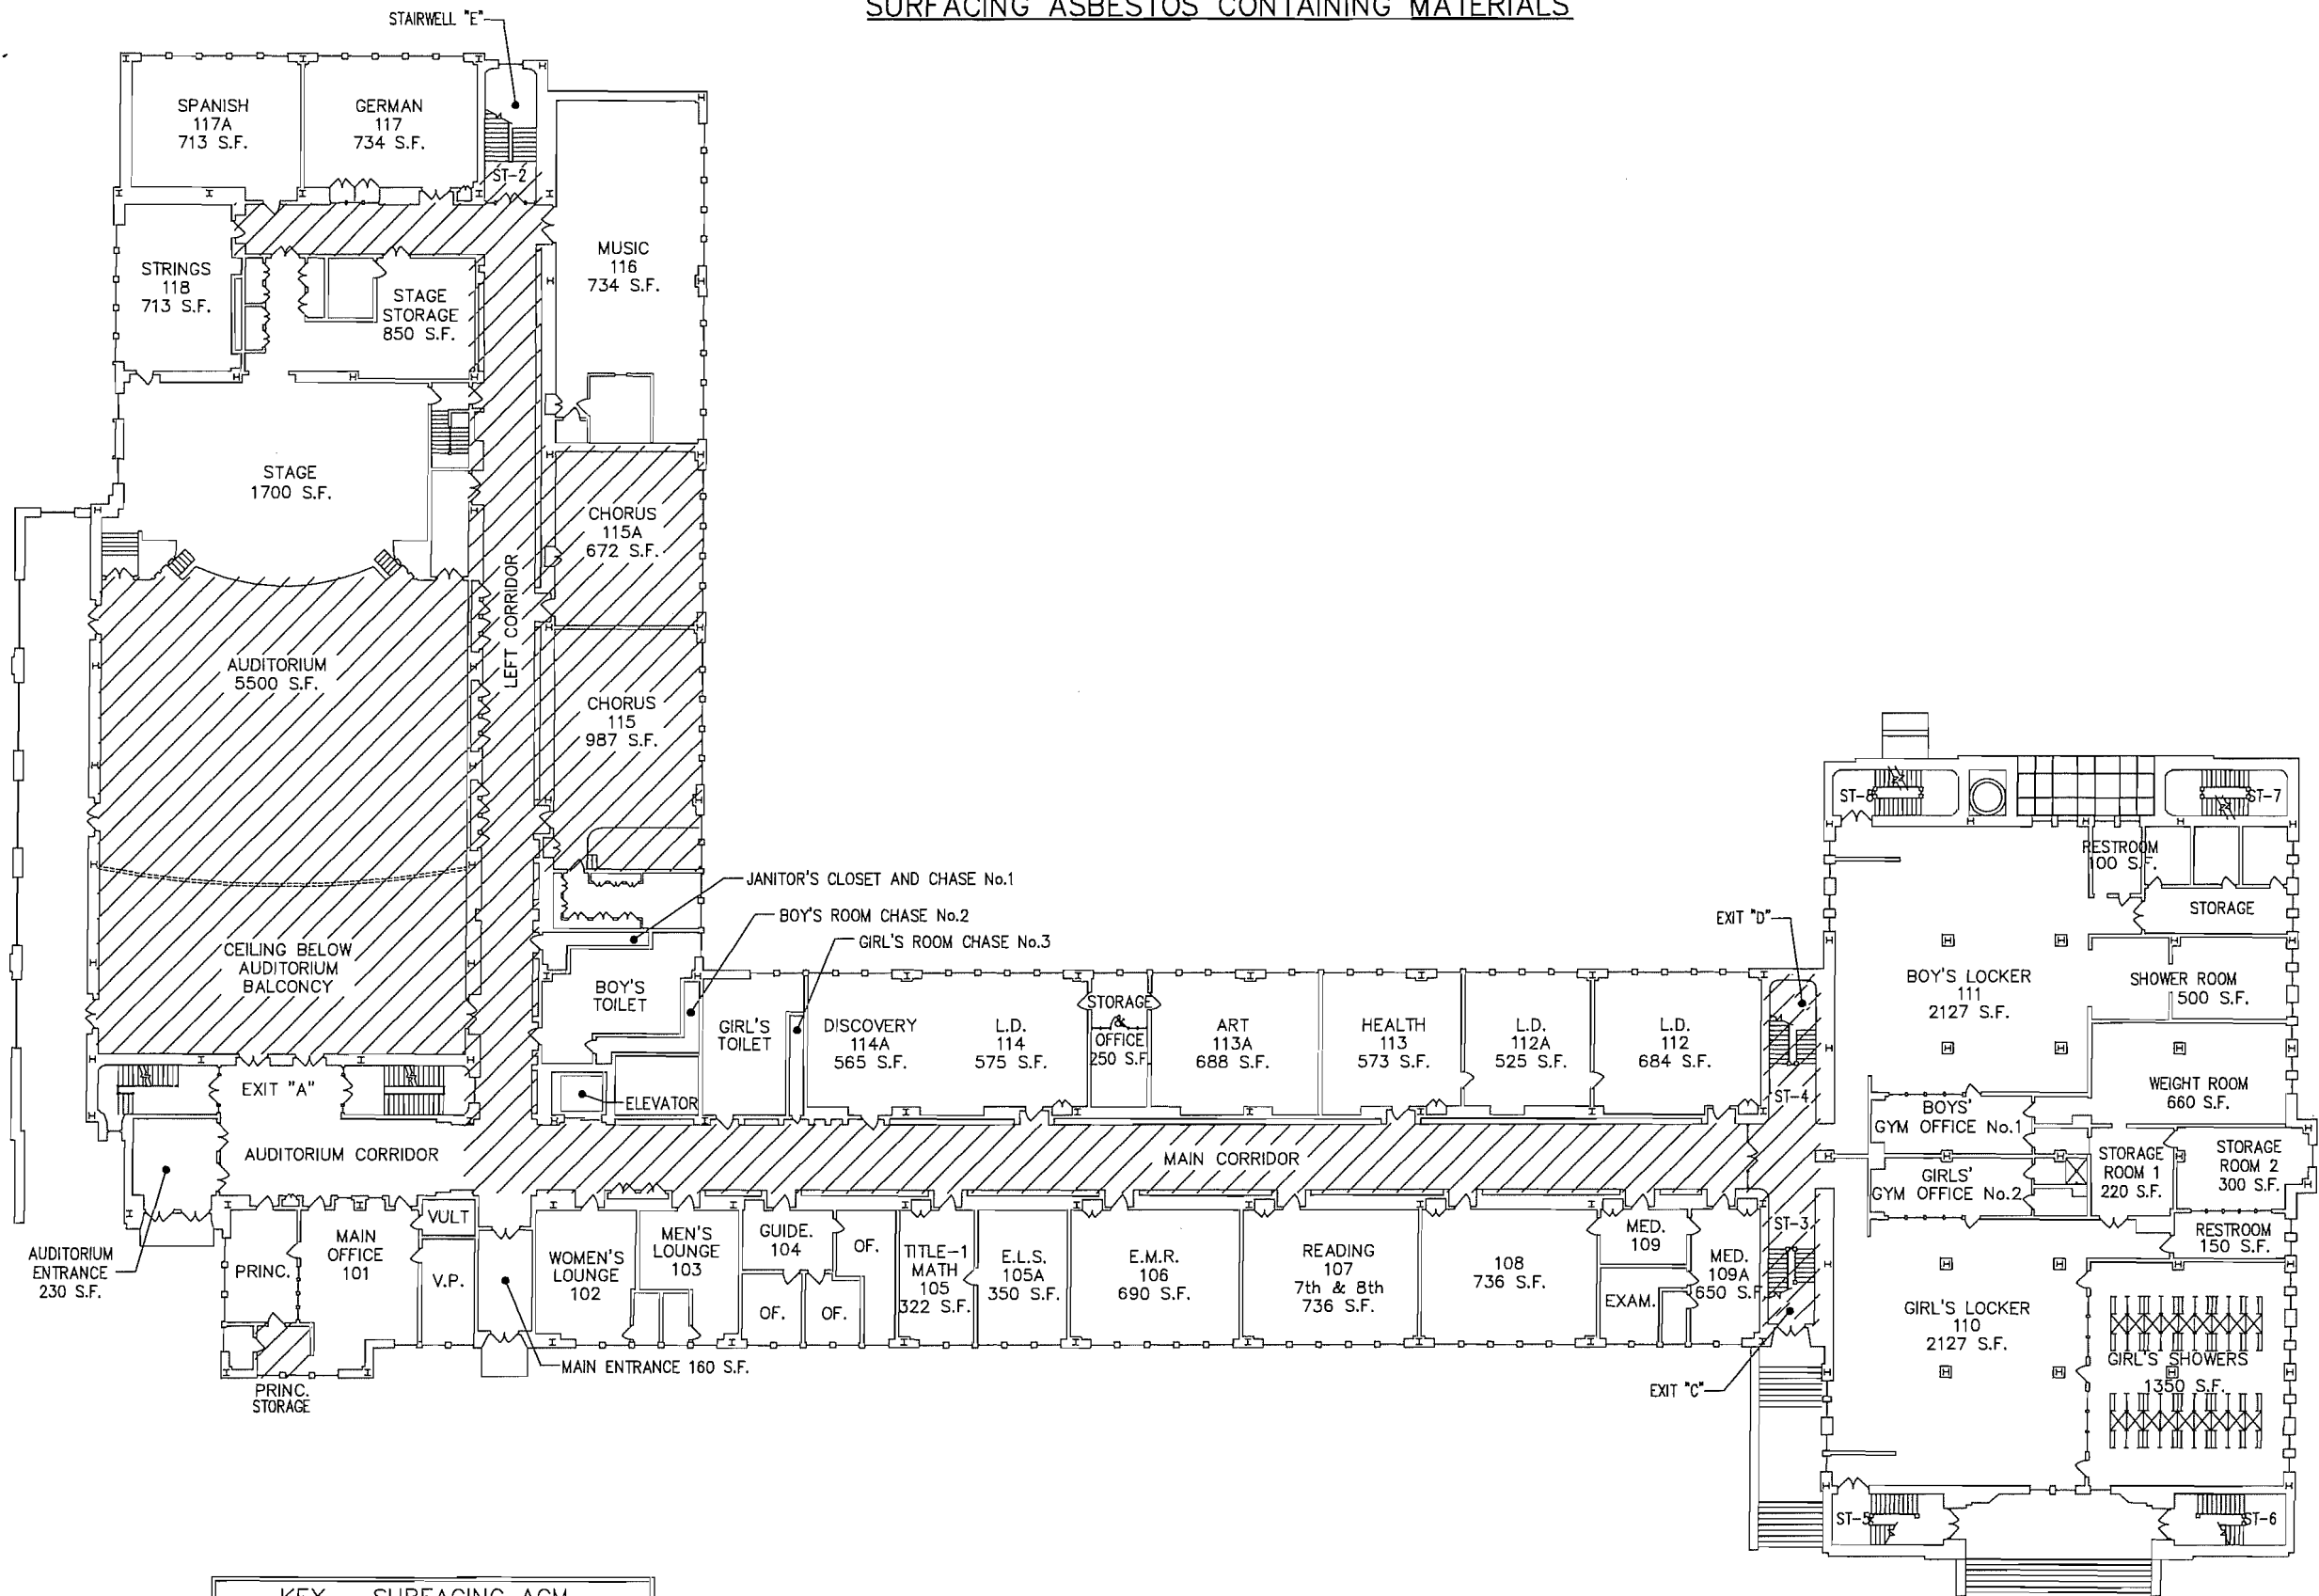 SURFACING ASBESTOS CONTAINING MATERIALS
STAIRWELL "E"
SPANISH
117A
713 S.F.
GERMAN
117
734 S.F.
ST-2
STRINGS
118
713 S.F.
STAGE
STORAGE
850 S.F.
MUSIC
116
734 S.F.
STAGE
1700 S.F.
CHORUS
115A
672 S.F.
LEFT CORRIDOR
AUDITORIUM
5500 S.F.
CHORUS
115
987 S.F.
CEILING BELOW
AUDITORIUM
BALCONCY
JANITOR'S CLOSET AND CHASE No.1
BOY'S ROOM CHASE No.2
GIRL'S ROOM CHASE No.3
BOY'S
TOILET
GIRL'S
TOILET
ELEVATOR
DISCOVERY
114A
565 S.F.
L.D.
114
575 S.F.
STORAGE
&
OFFICE
250 S.F.
ART
113A
688 S.F.
HEALTH
113
573 S.F.
L.D.
112A
525 S.F.
L.D.
112
684 S.F.
EXIT "D"
ST-4
EXIT "A"
AUDITORIUM CORRIDOR
MAIN CORRIDOR
AUDITORIUM
ENTRANCE
230 S.F.
PRINC.
MAIN
OFFICE
101
VULT
V.P.
PRINC.
STORAGE
WOMEN'S
LOUNGE
102
MAIN ENTRANCE 160 S.F.
MEN'S
LOUNGE
103
GUIDE.
104
OF.
OF.
OF.
TITLE-1
MATH
105
322 S.F.
E.L.S.
105A
350 S.F.
E.M.R.
106
690 S.F.
READING
107
7th & 8th
736 S.F.
108
736 S.F.
MED.
109
EXAM.
MED.
109A
650 S.F.
ST-3
EXIT "C"
ST-8
ST-7
RESTROOM
100 S.F.
STORAGE
BOY'S LOCKER
111
2127 S.F.
SHOWER ROOM
500 S.F.
WEIGHT ROOM
660 S.F.
BOYS'
GYM OFFICE No.1
GIRLS'
GYM OFFICE No.2
STORAGE
ROOM 1
220 S.F.
STORAGE
ROOM 2
300 S.F.
RESTROOM
150 S.F.
GIRL'S LOCKER
110
2127 S.F.
GIRL'S SHOWERS
1350 S.F.
ST-5
ST-6
KEY - SURFACING ACM